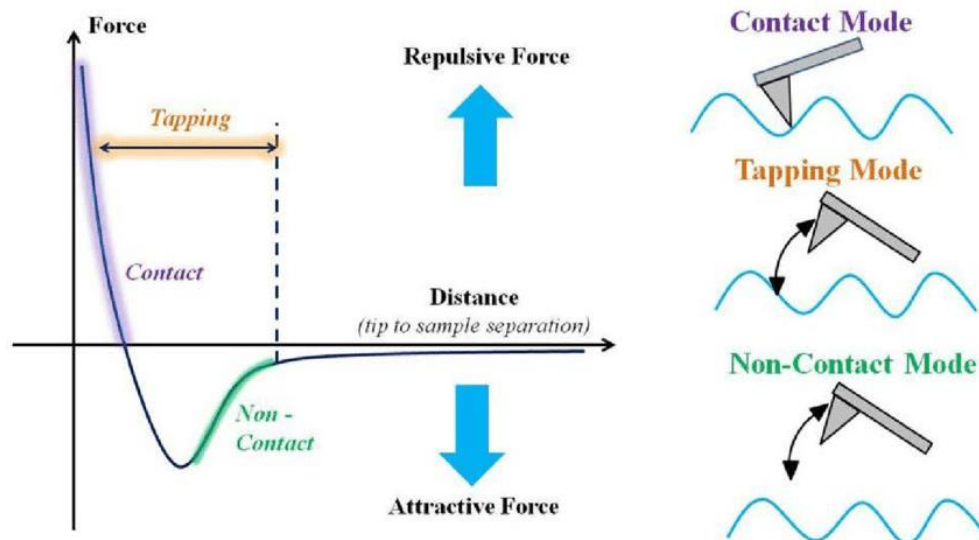 Force
Tapping
Contact
Non -
Contact
Repulsive Force
Distance
(tip to sample separation)
Attractive Force
Contact Mode
Tapping Mode
Non-Contact Mode